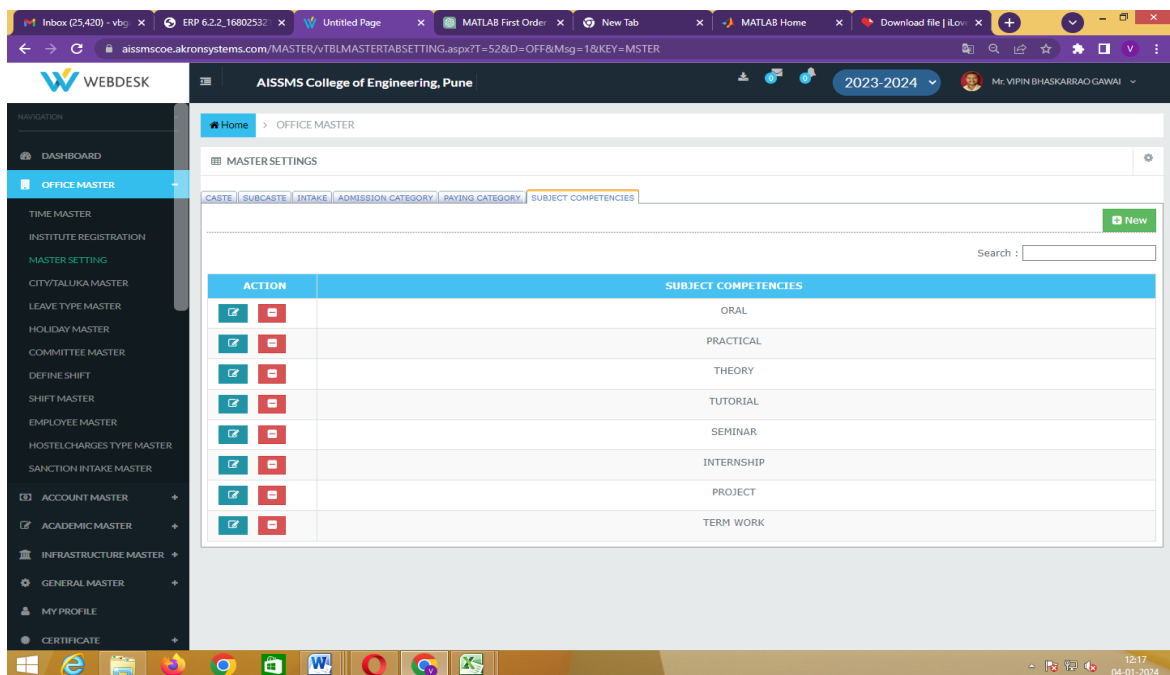 Inbox (25,420) - vbg
ERP 6.2.2_16802532
Untitled Page
MATLAB First Order
New Tab
MATLAB Home
Download file | iLov
aissmscoe.akronsystems.com/MASTER/vTBLMASTERTABSETTING.aspx?T=52&D=OFF&Msg=1&KEY=MSTER
V
WEBDESK
AISSMS College of Engineering, Pune
0
0
2023-2024
Mr. VIPIN BHASKARRAO GAWAI
NAVIGATION
Home > OFFICE MASTER
DASHBOARD
MASTER SETTINGS
OFFICE MASTER -
CASTE SUBCASTE INTAKE ADMISSION CATEGORY PAYING CATEGORY SUBJECT COMPETENCIES
TIME MASTER
New
INSTITUTE REGISTRATION
Search :
MASTER SETTING
CITY/TALUKA MASTER
ACTION SUBJECT COMPETENCIES
LEAVE TYPE MASTER
ORAL
HOLIDAY MASTER
PRACTICAL
COMMITTEE MASTER
THEORY
DEFINE SHIFT
SHIFT MASTER
TUTORIAL
EMPLOYEE MASTER
SEMINAR
HOSTELCHARGES TYPE MASTER
INTERNSHIP
SANCTION INTAKE MASTER
PROJECT
ACCOUNT MASTER +
TERM WORK
ACADEMIC MASTER +
INFRASTRUCTURE MASTER +
GENERAL MASTER +
MY PROFILE
CERTIFICATE +
12:17
04-01-2024